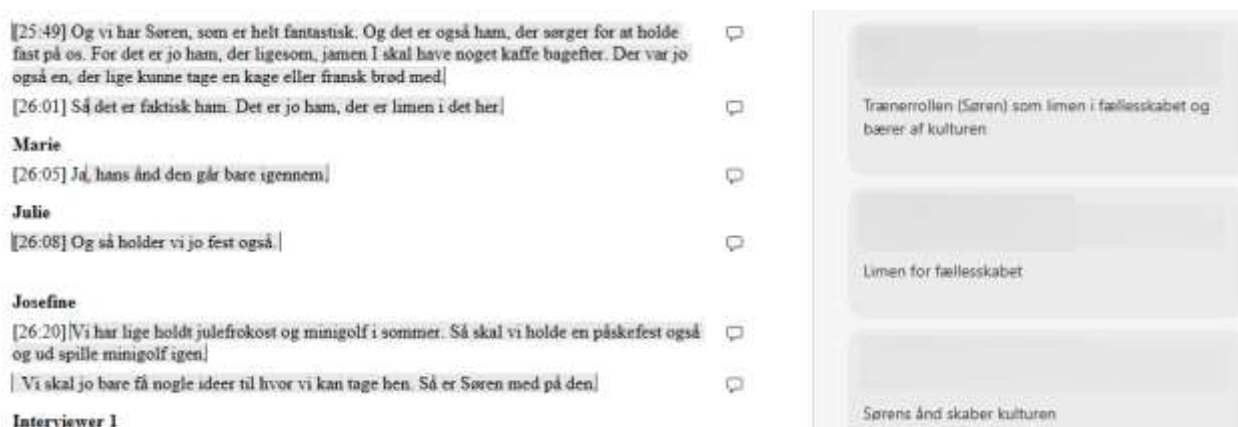 [25:49] Og vi har Søren, som er helt fantastisk. Og det er også ham, der sørger for at holde
fast på os. For det er jo ham, der ligesom, jamen I skal have noget kaffe bagefter. Der var jo
også en, der lige kunne tage en kage eller fransk brød med.
[26:01] Så det er faktisk ham. Det er jo ham, der er limen i det her.
Marie
[26:05] Ja, hans ånd den går bare igennem.
Julie
[26:08] Og så holder vi jo fest også.
Josefine
[26:20] Vi har lige holdt julefrokost og minigolf i sommer. Så skal vi holde en påskefest også
og ud spille minigolf igen.
Vi skal jo bare få nogle ideer til hvor vi kan tage hen. Så er Søren med på den.
Interviewer 1
Trænerrollen (Søren) som limen i fællesskabet og
bærer af kulturen
Limen for fællesskabet
Sørens ånd skaber kulturen